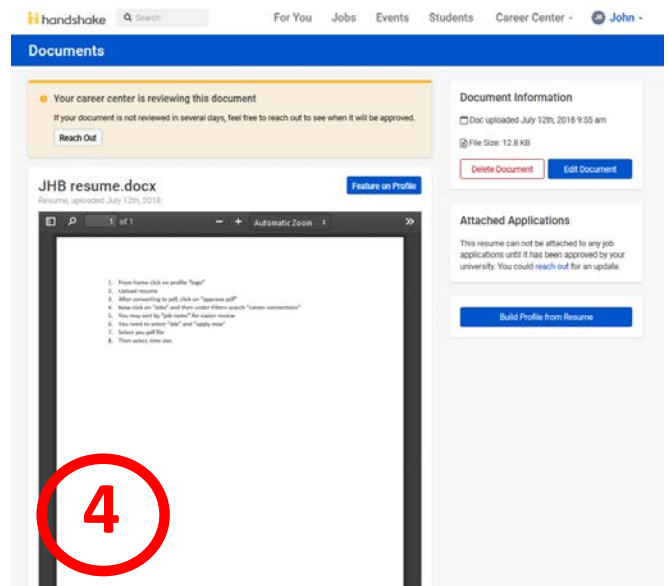 handshake
Search
For You Jobs Events Students Career Center John
Documents
Your career center is reviewing this document
If your document is not reviewed in several days, feel free to reach out to see when it will be approved.
Reach Out
JHB resume.docx
Feature on Profile
Resume, uploaded July 12th, 2018
1 of 1
Automatic Zoom
1. From home click on profile "logo"
2. Upload resume
3. After converting to pdf, click on "approve pdf"
4. Now click on "Jobs" and then under filters search "career connections"
5. You may sort by "job name" for easier review
6. You need to select "Job" and "apply now"
7. Select you pdf file
8. Then select time slot
4
Document Information
Doc uploaded July 12th, 2018 9:55 am
File Size: 12.8 KB
Delete Document Edit Document
Attached Applications
This resume can not be attached to any job
applications until it has been approved by your
university. You could reach out for an update.
Build Profile from Resume